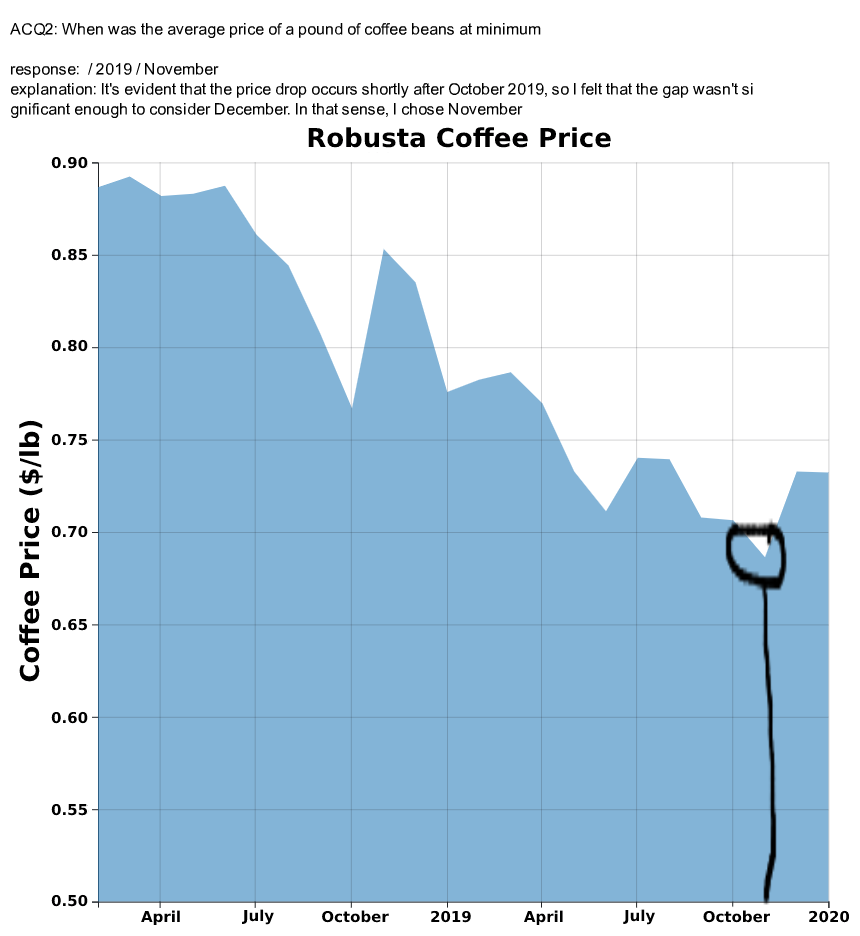 ACQ2: When was the average price of a pound of coffee beans at minimum
response:  / 2019 / November
explanation: It's evident that the price drop occurs shortly after October 2019, so I felt that the gap wasn't si
gnificant enough to consider December. In that sense, I chose November
Robusta Coffee Price
0.90
0.85
0.80
0.75
0.70
0.65
0.60
0.55
0.50
Coffee Price ($/lb)
April July October 2019 April July October 2020